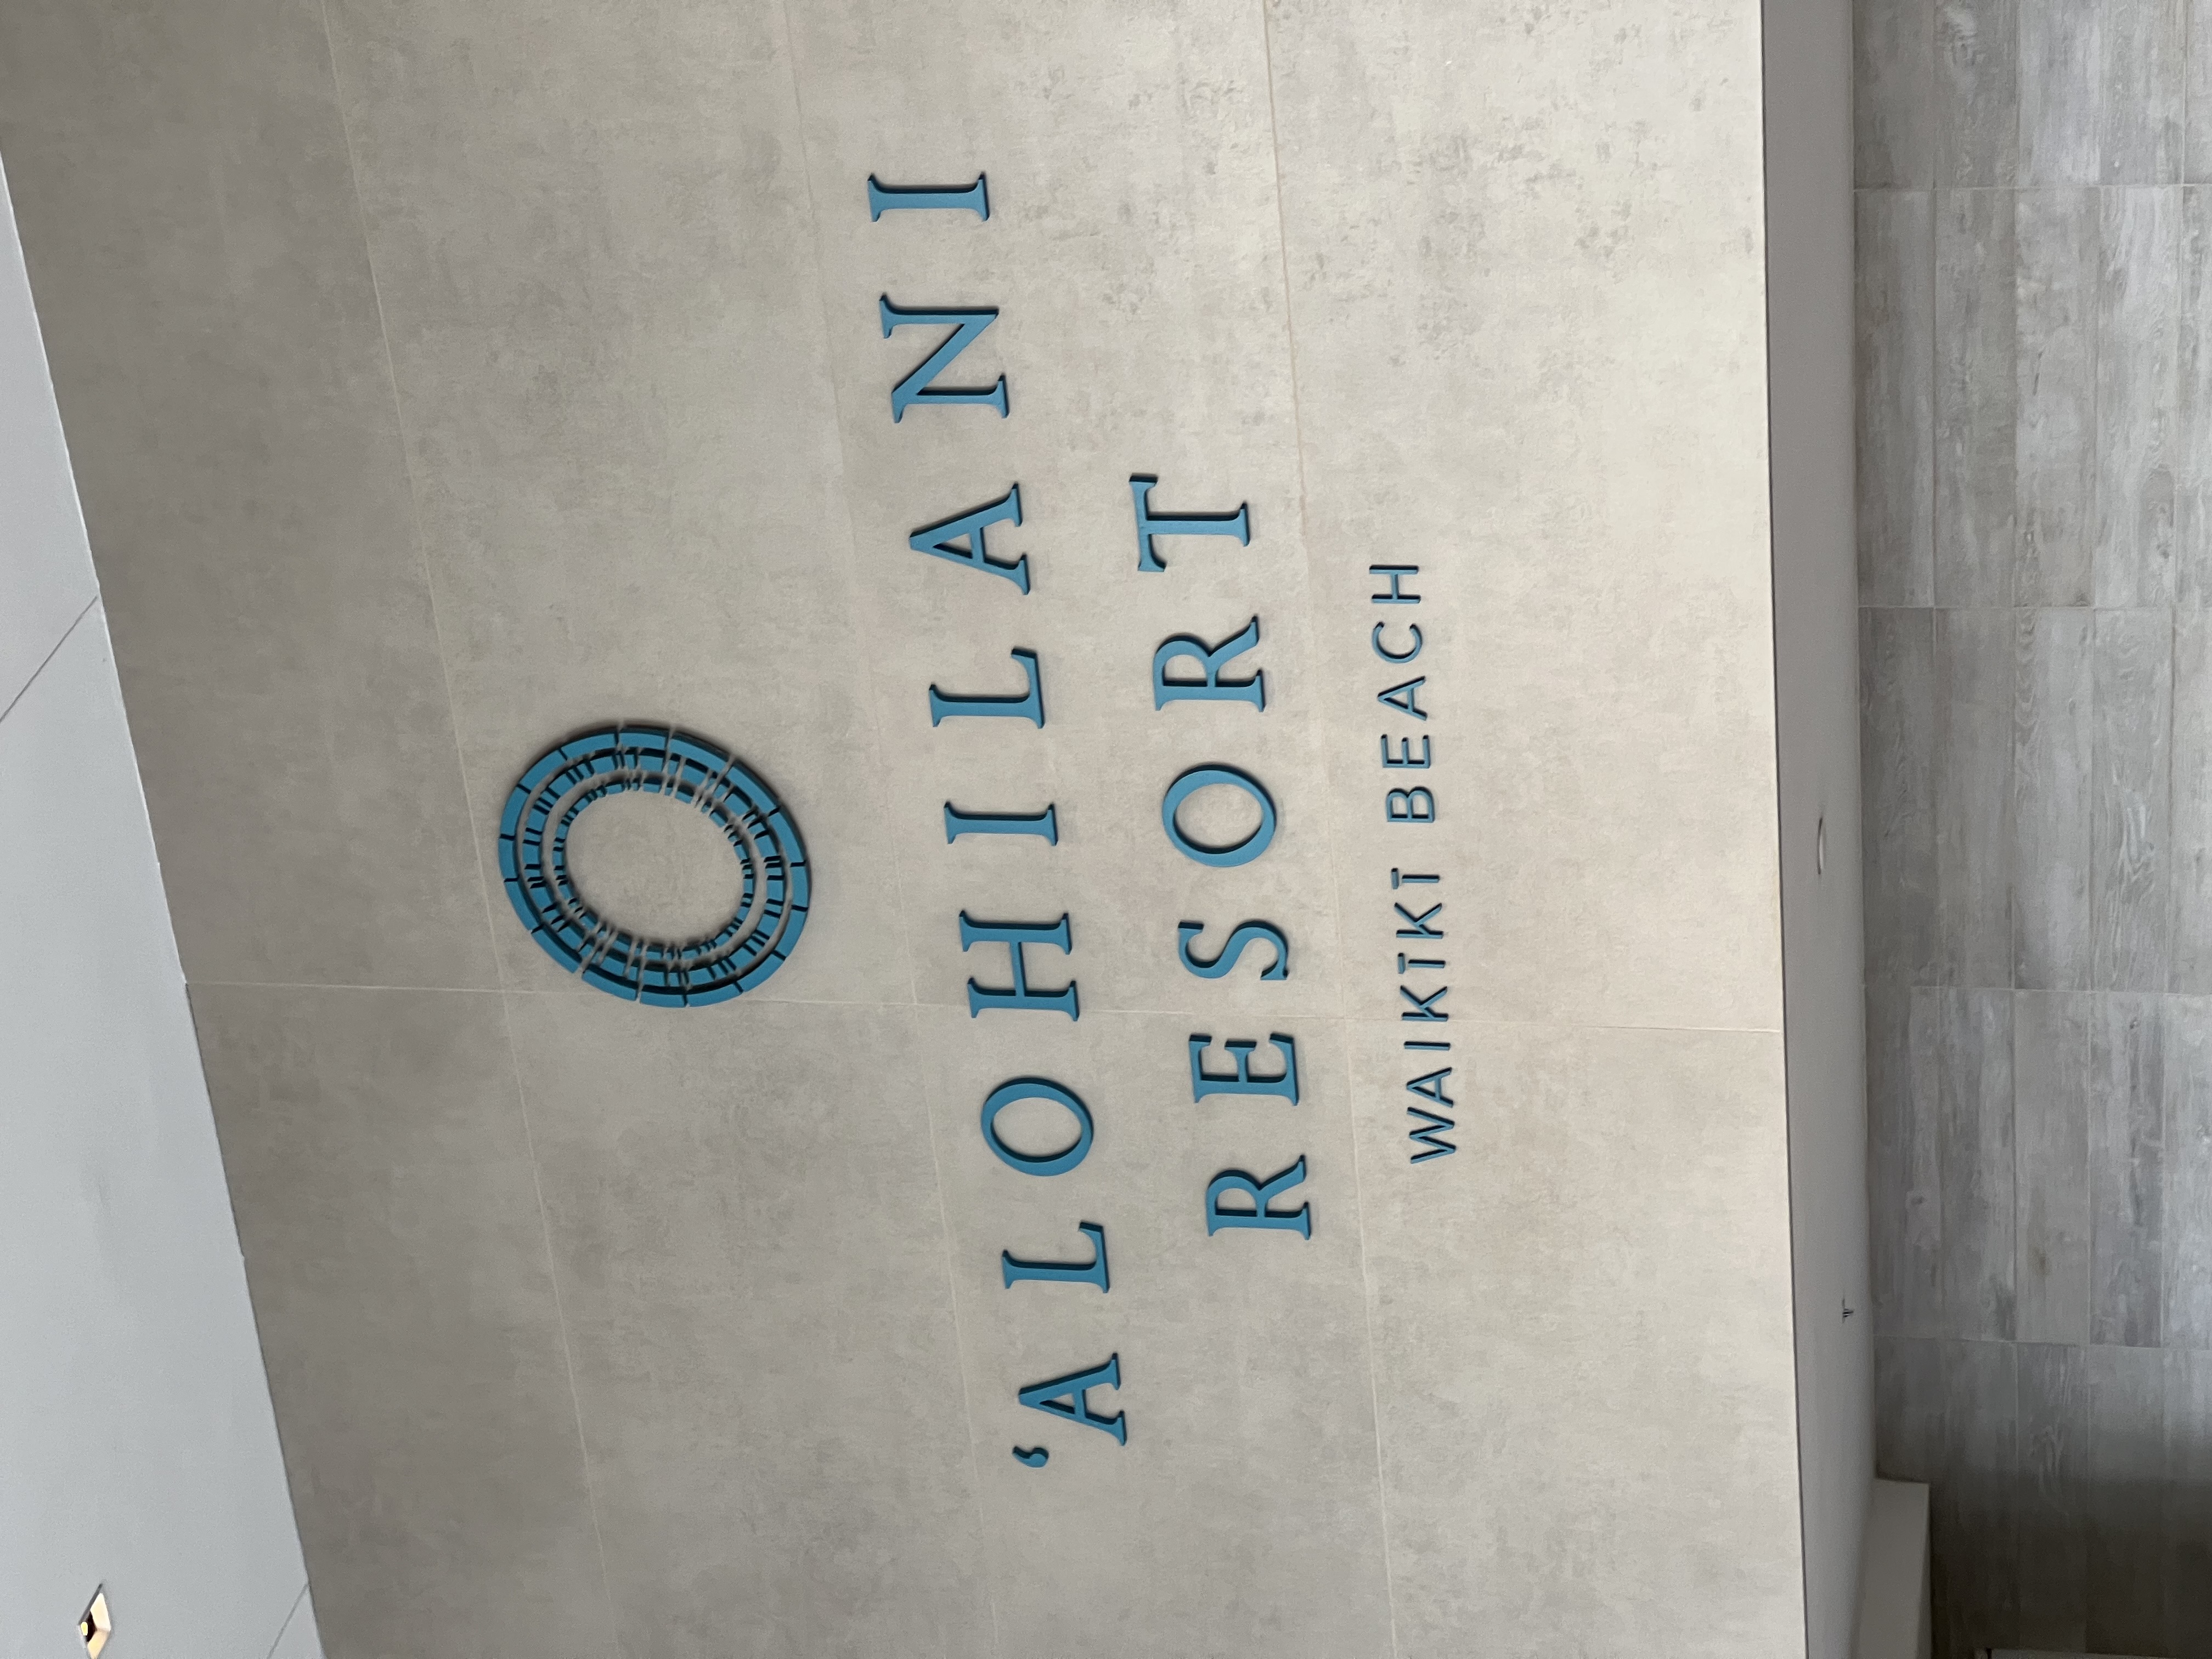 ʻALOHILANI
RESORT
WAIKĪKĪ BEACH